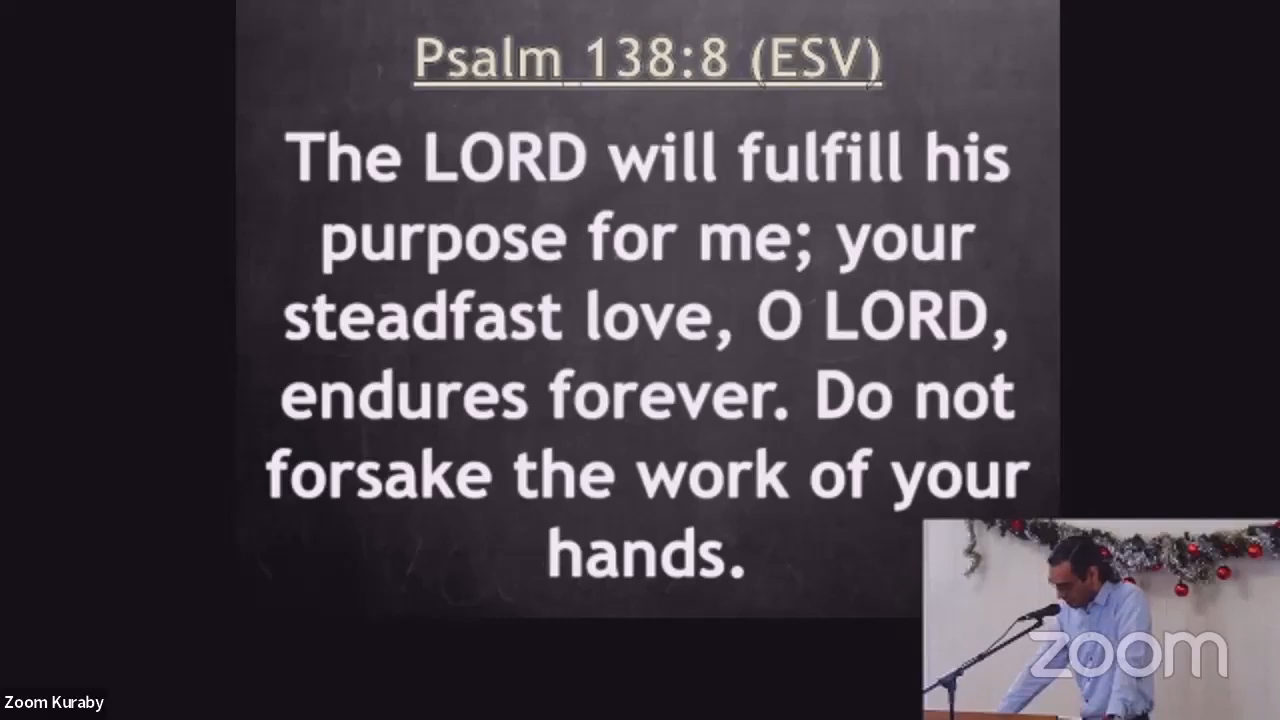 Psalm 138:8 (ESV)
The LORD will fulfill his
purpose for me; your
steadfast love, O LORD,
endures forever. Do not
forsake the work of your
hands.
zoom
Zoom Kuraby